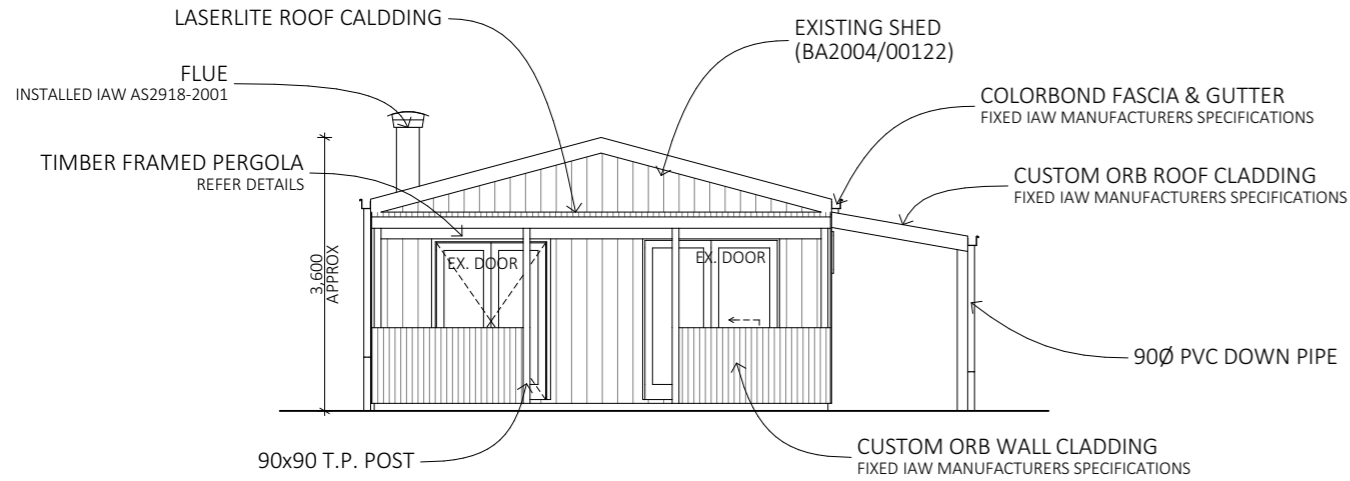 LASERLITE ROOF CALDDING
EXISTING SHED
(BA2004/00122)
FLUE
INSTALLED IAW AS2918-2001
COLORBOND FASCIA & GUTTER
FIXED IAW MANUFACTURERS SPECIFICATIONS
TIMBER FRAMED PERGOLA
REFER DETAILS
CUSTOM ORB ROOF CLADDING
FIXED IAW MANUFACTURERS SPECIFICATIONS
EX. DOOR
EX. DOOR
3,600
APPROX
90Ø PVC DOWN PIPE
90x90 T.P. POST
CUSTOM ORB WALL CLADDING
FIXED IAW MANUFACTURERS SPECIFICATIONS